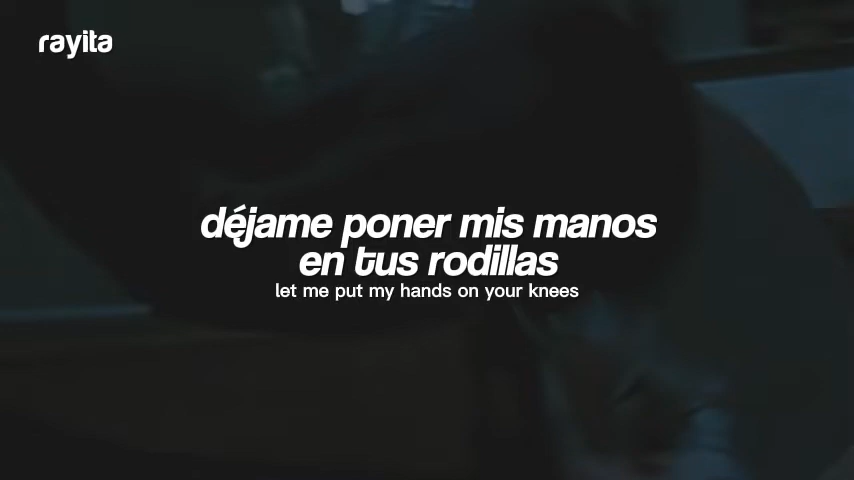 rayita
déjame poner mis manos
en tus rodillas
let me put my hands on your knees